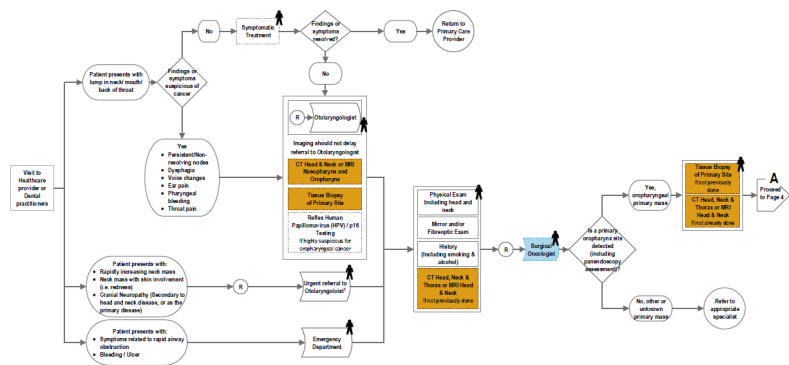 Visit to
Healthcare
provider or
Dental
practitioners
Patient presents with
lump in neck/ mouth/
back of throat
Findings or
symptoms
suspicious of
cancer
No
Symptomatic
Treatment
Findings or
symptoms
resolved?
Yes
Return to
Primary Care
Provider
No
Yes
Persistent/Non-
resolving nodes
Dysphagia
Voice changes
Ear pain
Pharyngeal
bleeding
Throat pain
R
Otolaryngologist
Imaging should not delay
referral to Otolaryngologist
CT Head & Neck or MRI
Nasopharynx and
Oropharynx
Tissue Biopsy
of Primary Site
Reflex Human
Papillomavirus (HPV) / p16
Testing
If highly suspicious for
oropharyngeal cancer
Patient presents with:
Rapidly increasing neck mass
Neck mass with skin involvement
(i.e. redness)
Cranial Neuropathy (Secondary to
head and neck disease, or as the
primary disease)
R
Urgent referral to
Otolaryngologist
Patient presents with:
Symptoms related to rapid airway
obstruction
Bleeding / Ulcer
Emergency
Department
Physical Exam
Including head and
neck
Mirror and/or
Fibreoptic Exam
History
(Including smoking &
alcohol)
CT Head, Neck &
Thorax or MRI Head
& Neck
If not previously done
R
Surgical
Oncologist
Is a primary
oropharynx site
detected
(including
panendoscopy
assessment)?
Yes,
oropharyngeal
primary mass
Tissue Biopsy
of Primary Site
If not previously
done
CT Head, Neck &
Thorax or MRI
Head & Neck
If not already done
A
Proceed
to Page 4
No, other or
unknown
primary mass
Refer to
appropriate
specialist